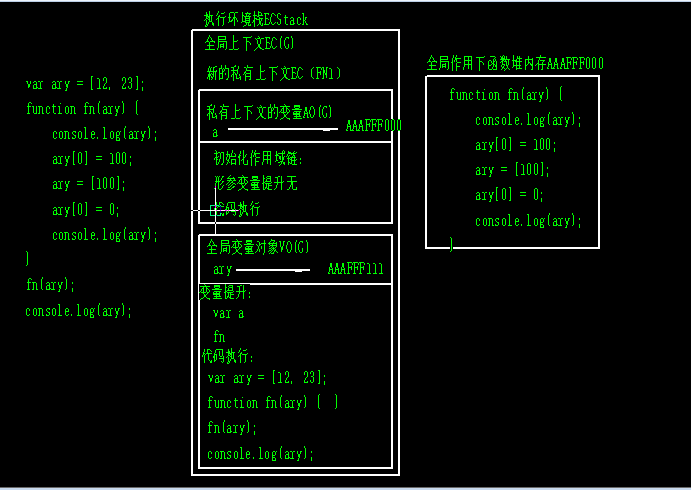 var ary = [12, 23];
function fn(ary) {
console.log(ary);
ary[0] = 100;
ary = [100];
ary[0] = 0;
console.log(ary);
}
fn(ary);
console.log(ary);
执行环境栈ECStack
全局上下文EC(G)
新的私有上下文EC (FN1)
私有上下文的变量AO(G)
a AAAFFF000
初始化作用域链:
形参变量提升无
代码执行
全局变量对象VO(G)
ary AAAFFF111
变量提升:
var a
fn
代码执行:
var ary = [12, 23];
function fn(ary) { }
fn(ary);
console.log(ary);
全局作用下函数堆内存AAAFFF000
function fn(ary) {
console.log(ary);
ary[0] = 100;
ary = [100];
ary[0] = 0;
console.log(ary);
}